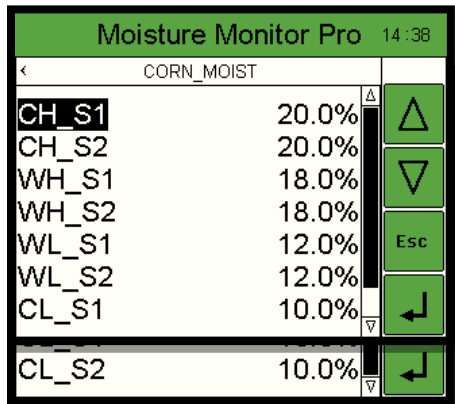 Moisture Monitor Pro 14:38
< CORN_MOIST
CH_S1 20.0%
CH_S2 20.0%
WH_S1 18.0%
WH_S2 18.0%
WL_S1 12.0%
WL_S2 12.0%
Esc
CL_S1 10.0%
CL_S2 10.0%